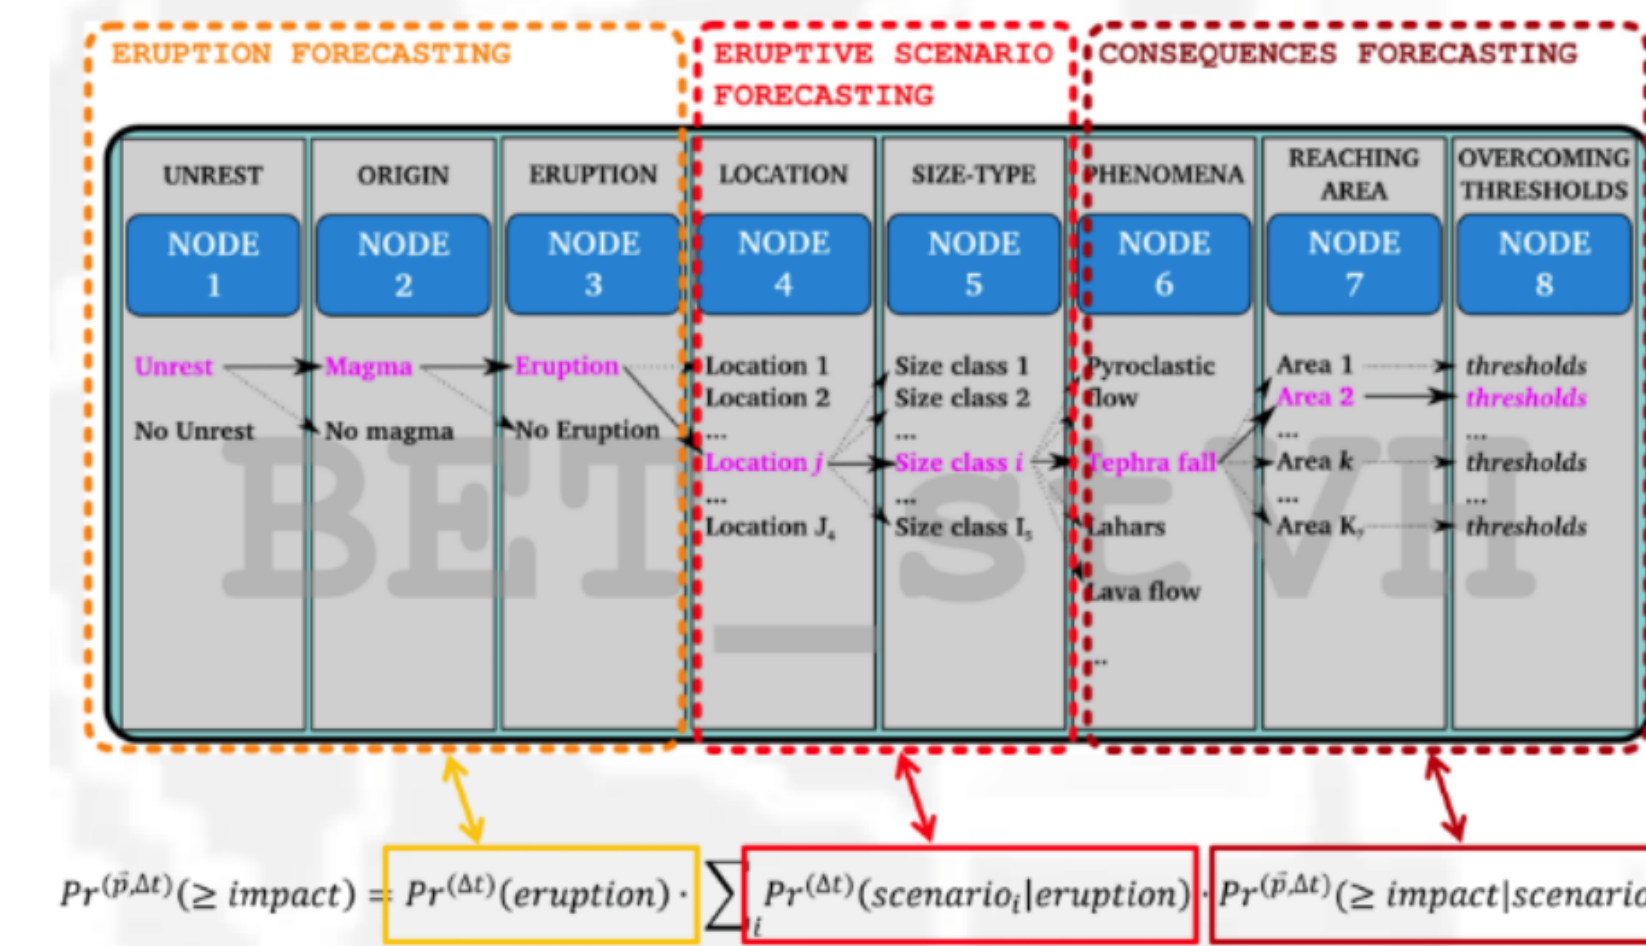 ERUPTION FORECASTING
ERUPTIVE SCENARIO
FORECASTING
CONSEQUENCES FORECASTING
UNREST
NODE
1
Unrest
No Unrest
ORIGIN
NODE
2
Magma
No magma
ERUPTION
NODE
3
Eruption
No Eruption
LOCATION
NODE
4
Location 1
Location 2
...
Location j
...
Location J₄
SIZE-TYPE
NODE
5
Size class 1
Size class 2
...
Size class i
...
Size class I₅
PHENOMENA
NODE
6
Pyroclastic
flow
Tephra fall
Lahars
Lava flow
...
REACHING
AREA
NODE
7
Area 1
Area 2
...
Area k
...
Area K₇
OVERCOMING
THRESHOLDS
NODE
8
thresholds
thresholds
...
thresholds
...
thresholds
BET_stVH
Pr^(p⃗,Δt)(≥ impact) = Pr^(Δt)(eruption) · ∑_i Pr^(Δt)(scenario_i|eruption) · Pr^(p⃗,Δt)(≥ impact|scenario